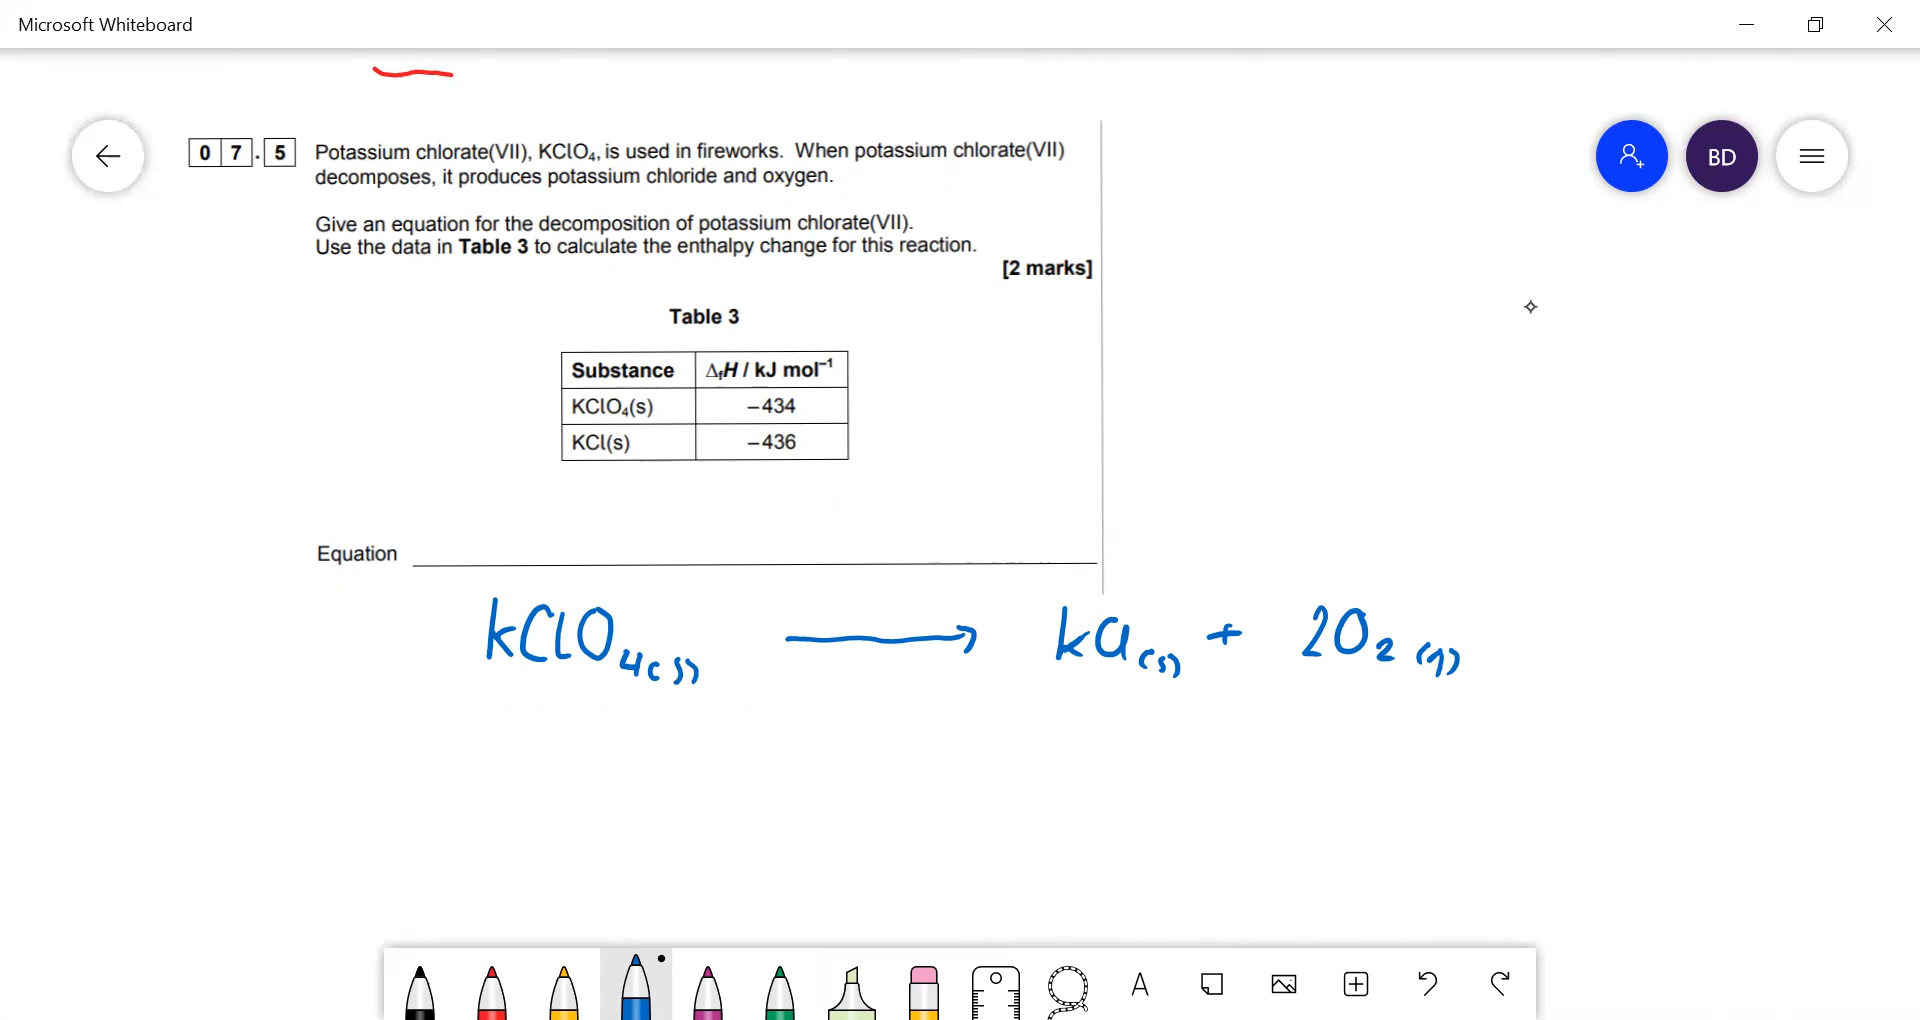 Microsoft Whiteboard
BD
0 7 . 5 Potassium chlorate(VII), KClO₄, is used in fireworks. When potassium chlorate(VII)
decomposes, it produces potassium chloride and oxygen.
Give an equation for the decomposition of potassium chlorate(VII).
Use the data in Table 3 to calculate the enthalpy change for this reaction.
[2 marks]
Table 3
Substance ΔfH / kJ mol⁻¹
KClO₄(s) −434
KCl(s) −436
Equation
kClO₄(s) → kCl(s) + 2O₂(g)
A